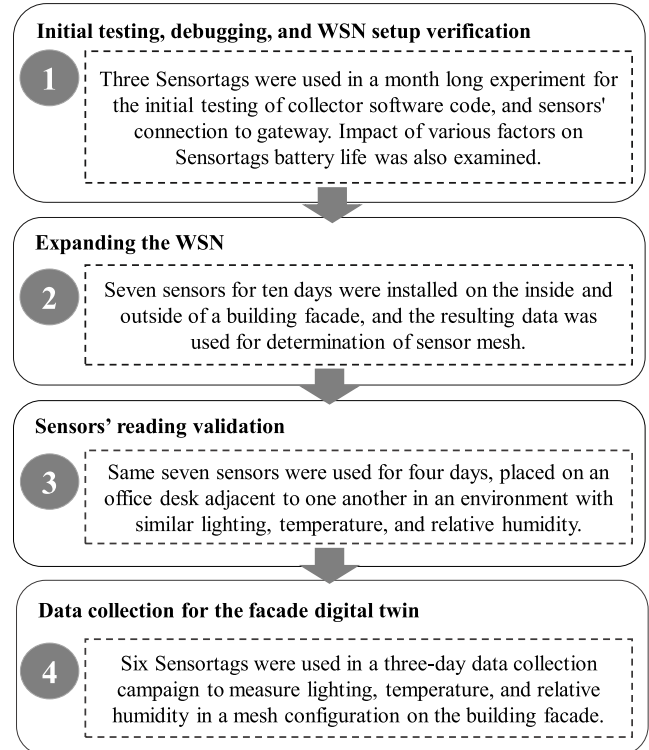 Initial testing, debugging, and WSN setup verification
1
Three Sensortags were used in a month long experiment for
the initial testing of collector software code, and sensors'
connection to gateway. Impact of various factors on
Sensortags battery life was also examined.
Expanding the WSN
2
Seven sensors for ten days were installed on the inside and
outside of a building facade, and the resulting data was
used for determination of sensor mesh.
Sensors’ reading validation
3
Same seven sensors were used for four days, placed on an
office desk adjacent to one another in an environment with
similar lighting, temperature, and relative humidity.
Data collection for the facade digital twin
4
Six Sensortags were used in a three-day data collection
campaign to measure lighting, temperature, and relative
humidity in a mesh configuration on the building facade.